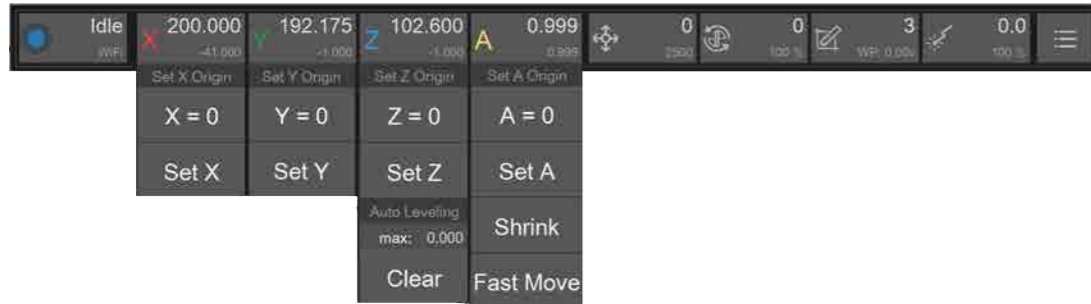 Idle
WiFi
X 200.000
-41.000
Y 192.175
-1.000
Z 102.600
-1.000
A 0.999
0.999
0
2500
0
100 %
3
WP: 0.00v
0.0
100 %
Set X Origin
Set Y Origin
Set Z Origin
Set A Origin
X = 0
Y = 0
Z = 0
A = 0
Set X
Set Y
Set Z
Set A
Auto Leveling
max: 0.000
Shrink
Clear
Fast Move